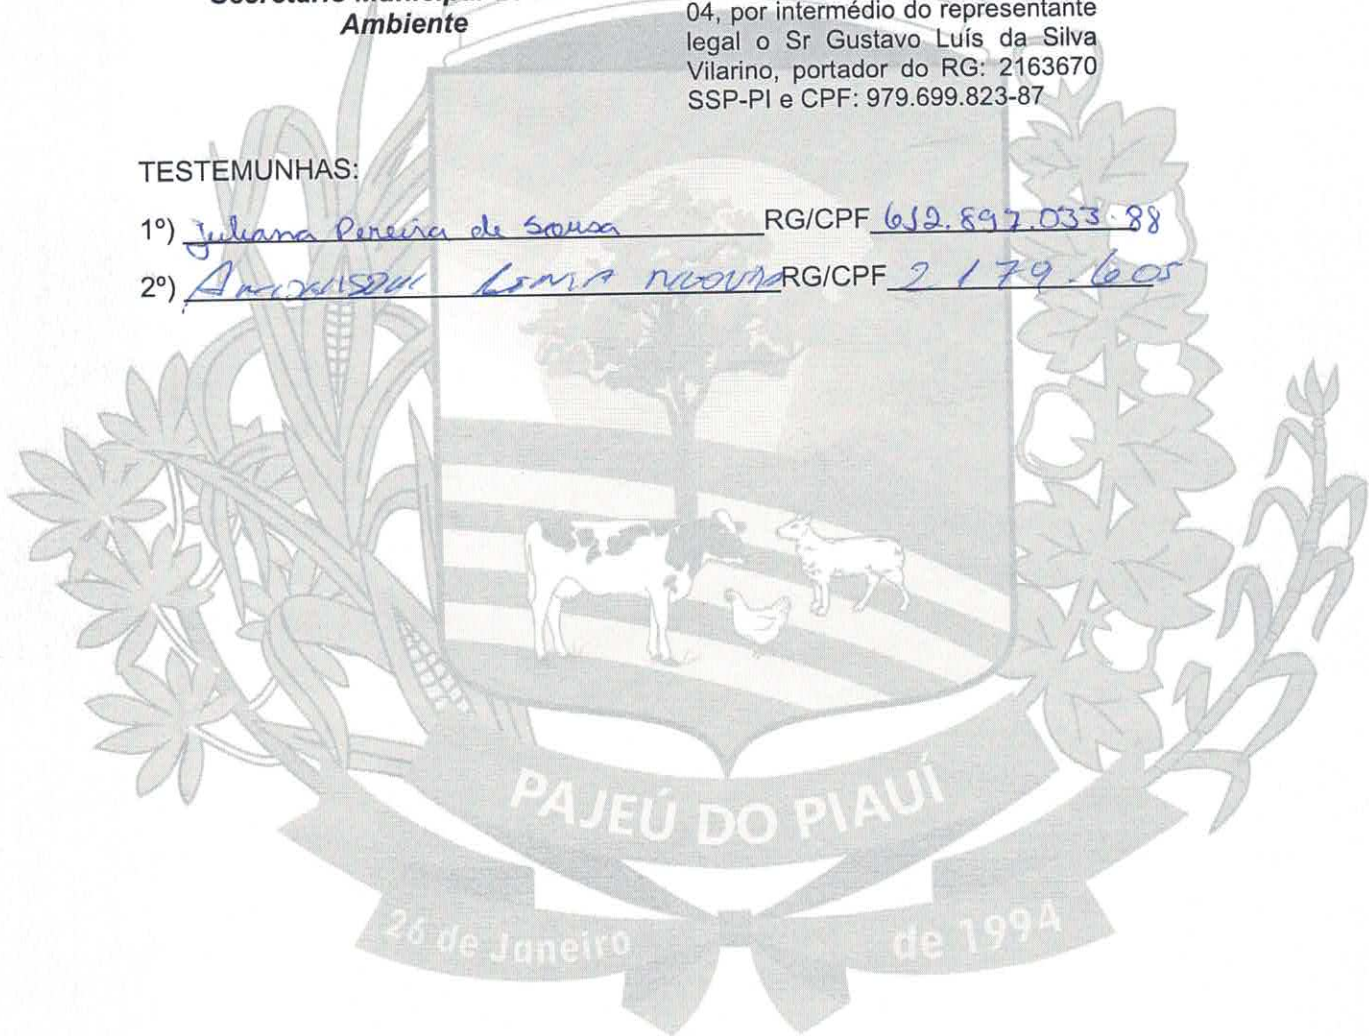 Ambiente
04, por intermédio do representante
legal o Sr Gustavo Luís da Silva
Vilarino, portador do RG: 2163670
SSP-PI e CPF: 979.699.823-87
TESTEMUNHAS:
1º) Juliana Pereira de Sousa RG/CPF 612.897.033-88
2º) Lima RG/CPF 2179.605
PAJEÚ DO PIAUÍ
26 de Janeiro de 1994